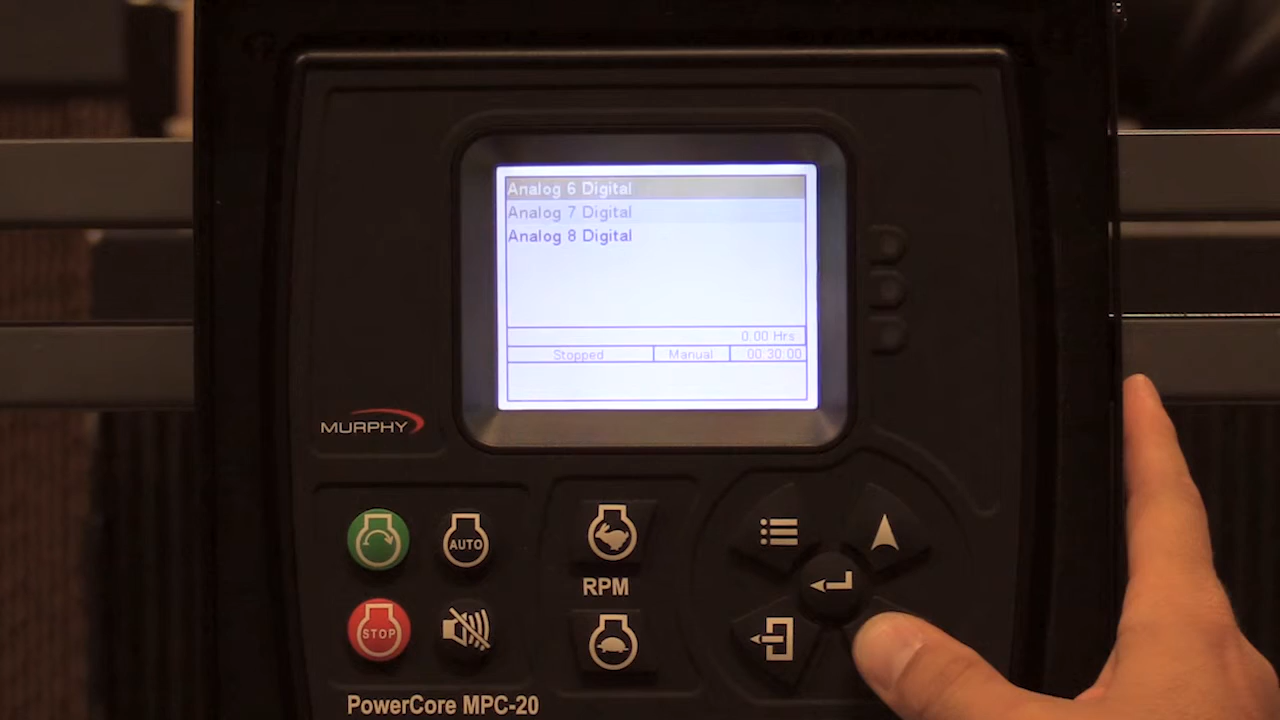 Analog 6 Digital
Analog 7 Digital
Analog 8 Digital
0.00 Hrs
Stopped Manual 00:30:00
MURPHY
AUTO
RPM
STOP
PowerCore MPC-20